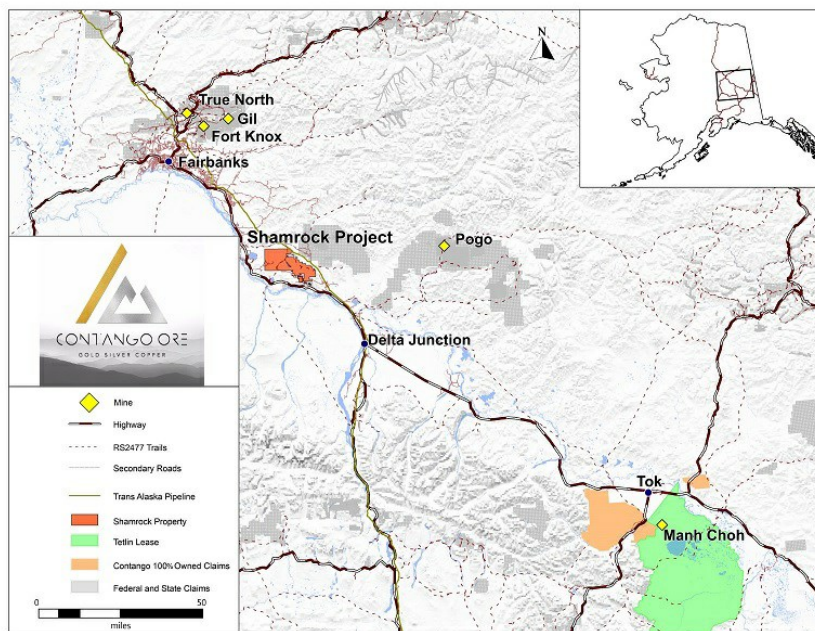 N
True North
Gil
Fort Knox
Fairbanks
Shamrock Project
Pogo
CONTANGO ORE
GOLD SILVER COPPER
Delta Junction
Mine
Highway
RS2477 Trails
Secondary Roads
Trans Alaska Pipeline
Shamrock Property
Tetlin Lease
Contango 100% Owned Claims
Federal and State Claims
0 50
miles
Tok
Manh Choh